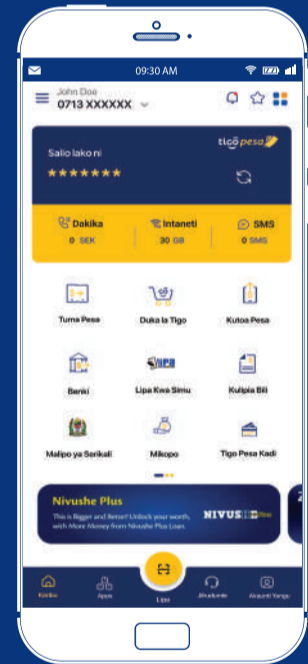 09:30 AM
John Doe
0713 XXXXXX
tigo pesa
Salio lako ni
*******
Dakika
0 SEK
Intaneti
30 GB
SMS
0 SMS
Tuma Pesa
Duka la Tigo
Kutoa Pesa
Benki
Lipa Kwa Simu
Kulipia Bili
Malipo ya Serikali
Mikopo
Tigo Pesa Kadi
Nivushe Plus
This is Bigger and Better! Unlock your worth,
with More Money from Nivushe Plus Loan.
NIVUSHE
Apps
Lipa
Jihudumie
Akaunti Yangu